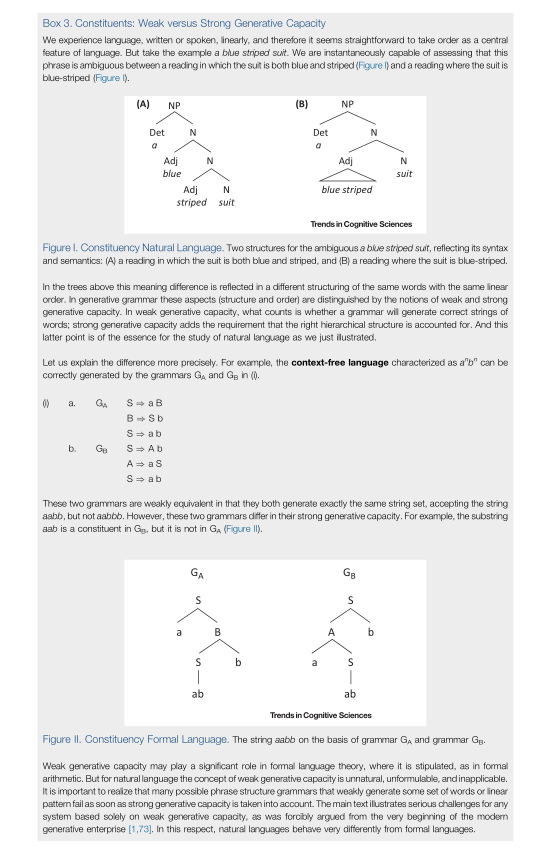 Box 3. Constituents: Weak versus Strong Generative Capacity
We experience language, written or spoken, linearly, and therefore it seems straightforward to take order as a central
feature of language. But take the example a blue striped suit. We are instantaneously capable of assessing that this
phrase is ambiguous between a reading in which the suit is both blue and striped (Figure I) and a reading where the suit is
blue-striped (Figure I).
(A) NP
Det N
a
Adj N
blue
Adj N
striped suit
(B) NP
Det N
a
Adj N
suit
blue striped
Trends in Cognitive Sciences
Figure I. Constituency Natural Language. Two structures for the ambiguous a blue striped suit, reflecting its syntax
and semantics: (A) a reading in which the suit is both blue and striped, and (B) a reading where the suit is blue-striped.
In the trees above this meaning difference is reflected in a different structuring of the same words with the same linear
order. In generative grammar these aspects (structure and order) are distinguished by the notions of weak and strong
generative capacity. In weak generative capacity, what counts is whether a grammar will generate correct strings of
words; strong generative capacity adds the requirement that the right hierarchical structure is accounted for. And this
latter point is of the essence for the study of natural language as we just illustrated.
Let us explain the difference more precisely. For example, the context-free language characterized as aⁿbⁿ can be
correctly generated by the grammars G_A and G_B in (i).
(i) a. G_A S ⇒ a B
B ⇒ S b
S ⇒ a b
b. G_B S ⇒ A b
A ⇒ a S
S ⇒ a b
These two grammars are weakly equivalent in that they both generate exactly the same string set, accepting the string
aabb, but not aabbb. However, these two grammars differ in their strong generative capacity. For example, the substring
aab is a constituent in G_B, but it is not in G_A (Figure II).
G_A
S
a B
S b
ab
G_B
S
A b
a S
ab
Trends in Cognitive Sciences
Figure II. Constituency Formal Language. The string aabb on the basis of grammar G_A and grammar G_B.
Weak generative capacity may play a significant role in formal language theory, where it is stipulated, as in formal
arithmetic. But for natural language the concept of weak generative capacity is unnatural, unformulable, and inapplicable.
It is important to realize that many possible phrase structure grammars that weakly generate some set of words or linear
pattern fail as soon as strong generative capacity is taken into account. The main text illustrates serious challenges for any
system based solely on weak generative capacity, as was forcibly argued from the very beginning of the modern
generative enterprise [1,73]. In this respect, natural languages behave very differently from formal languages.